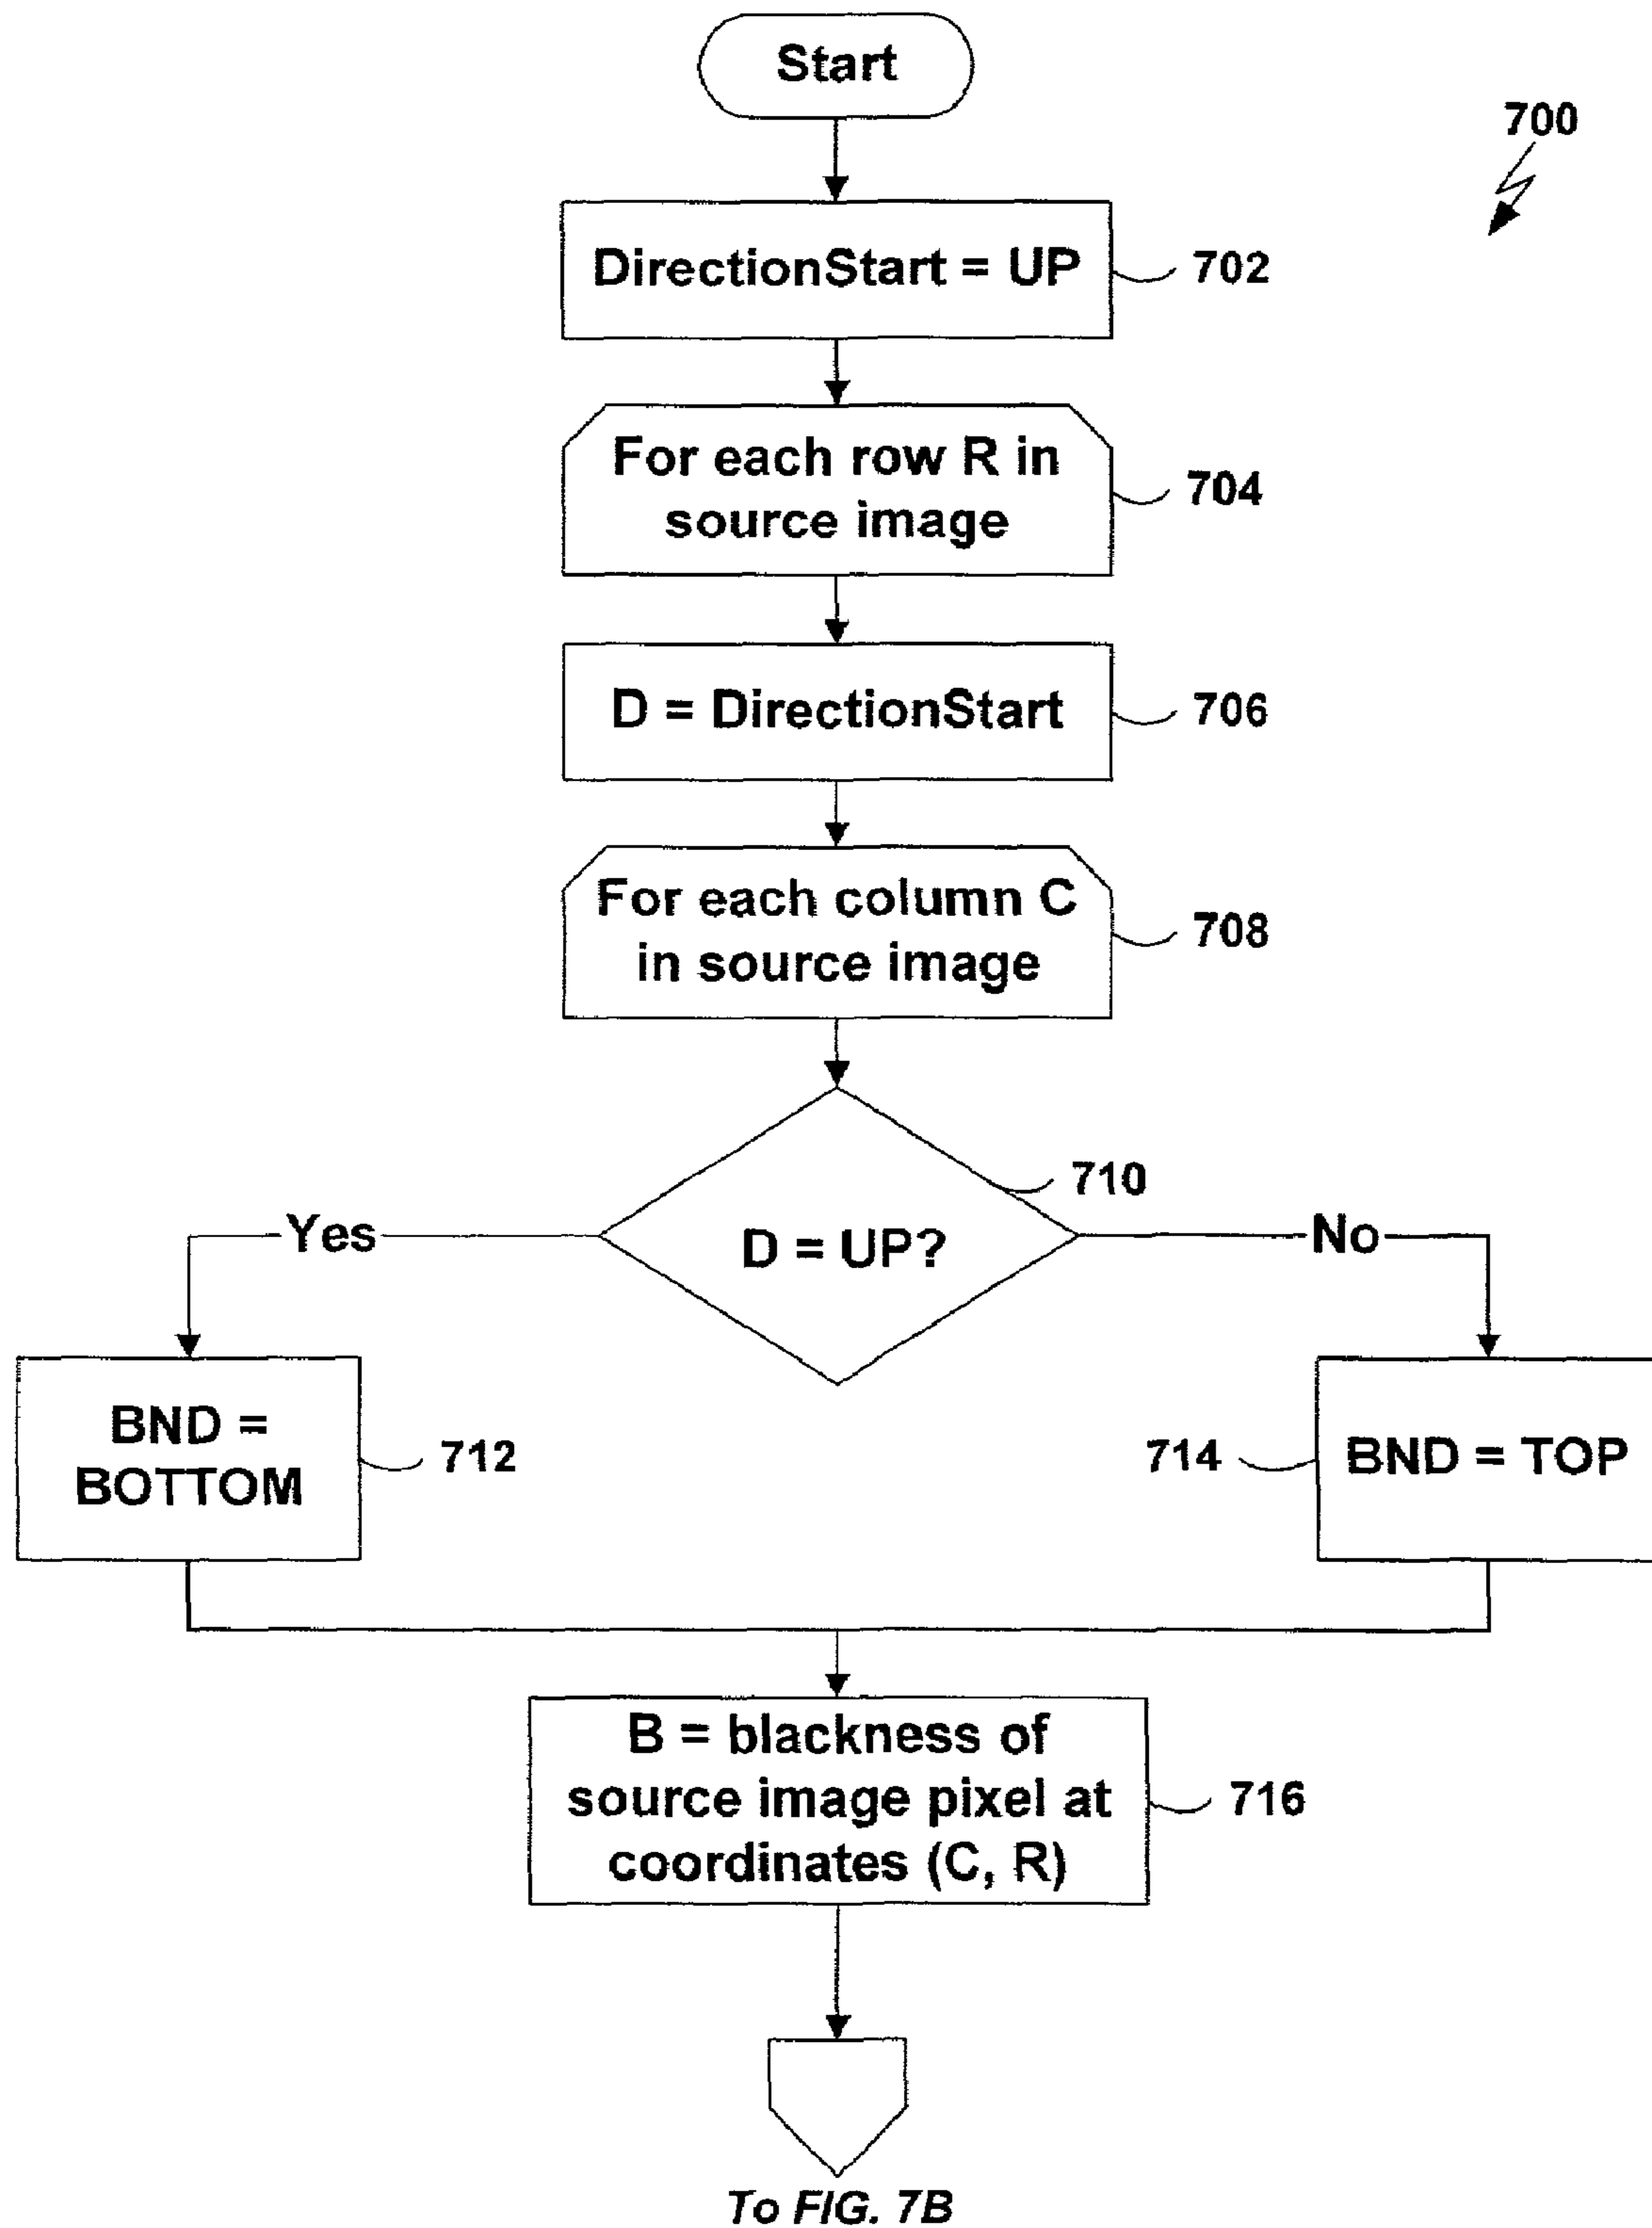 Start
700
DirectionStart = UP
702
For each row R in
source image
704
D = DirectionStart
706
For each column C
in source image
708
710
D = UP?
Yes
No
BND =
BOTTOM
712
714
BND = TOP
B = blackness of
source image pixel at
coordinates (C, R)
716
To FIG. 7B